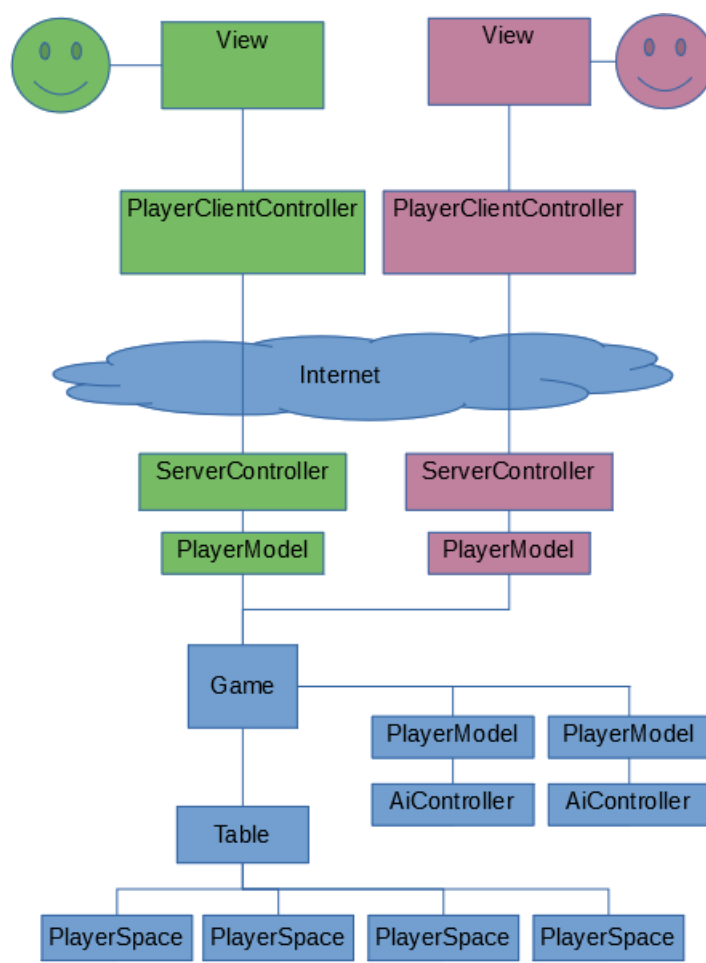 View
View
PlayerClientController
PlayerClientController
Internet
ServerController
ServerController
PlayerModel
PlayerModel
Game
PlayerModel
PlayerModel
AiController
AiController
Table
PlayerSpace
PlayerSpace
PlayerSpace
PlayerSpace